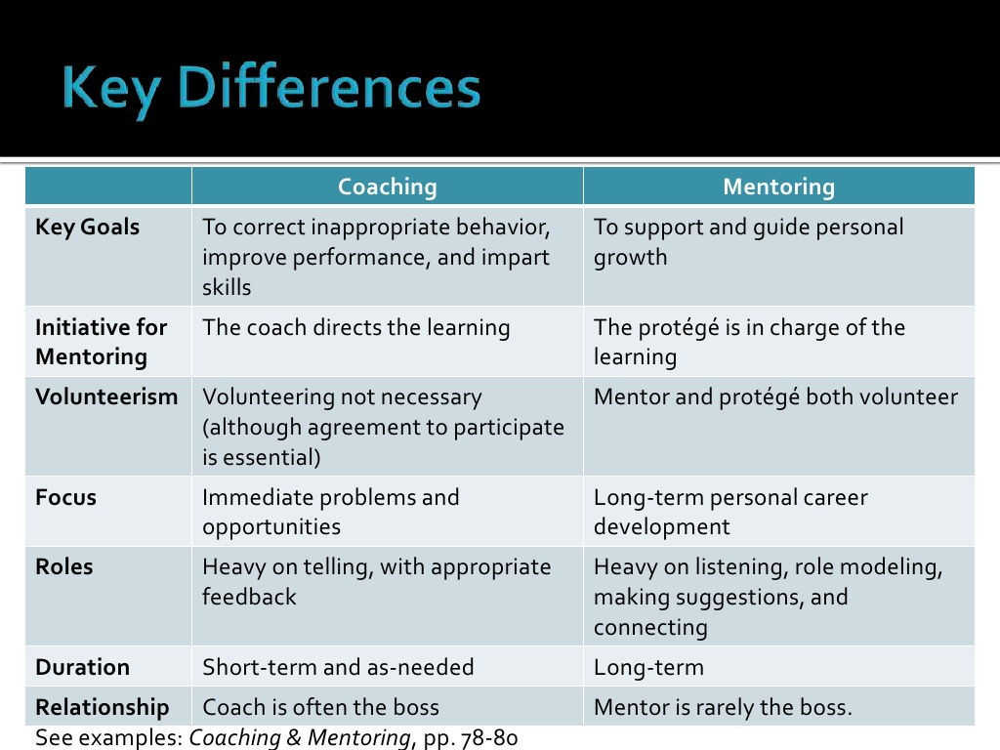 Key Differences
Coaching
Mentoring
Key Goals
To correct inappropriate behavior,
improve performance, and impart
skills
To support and guide personal
growth
Initiative for
Mentoring
The coach directs the learning
The protégé is in charge of the
learning
Volunteerism
Volunteering not necessary
(although agreement to participate
is essential)
Mentor and protégé both volunteer
Focus
Immediate problems and
opportunities
Long-term personal career
development
Roles
Heavy on telling, with appropriate
feedback
Heavy on listening, role modeling,
making suggestions, and
connecting
Duration
Short-term and as-needed
Long-term
Relationship
Coach is often the boss
Mentor is rarely the boss.
See examples: Coaching & Mentoring, pp. 78-80